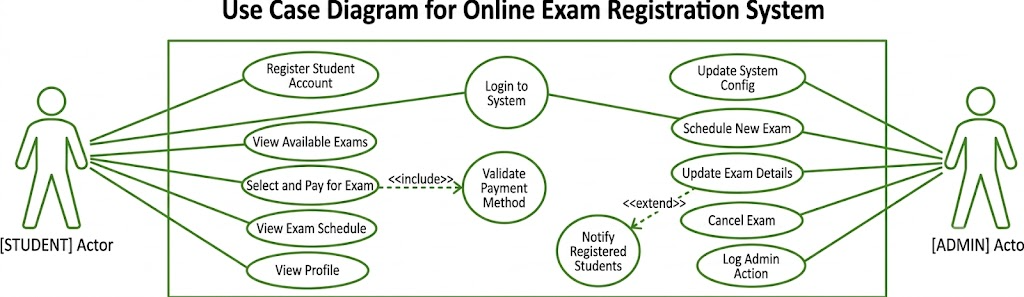 Use Case Diagram for Online Exam Registration System
Register Student
Account
Login to
System
Update System
Config
View Available Exams
Schedule New Exam
Select and Pay for Exam
<<include>>
Validate
Payment
Method
Update Exam Details
<<extend>>
View Exam Schedule
Cancel Exam
Notify
Registered
Students
View Profile
Log Admin
Action
[STUDENT] Actor
[ADMIN] Acto